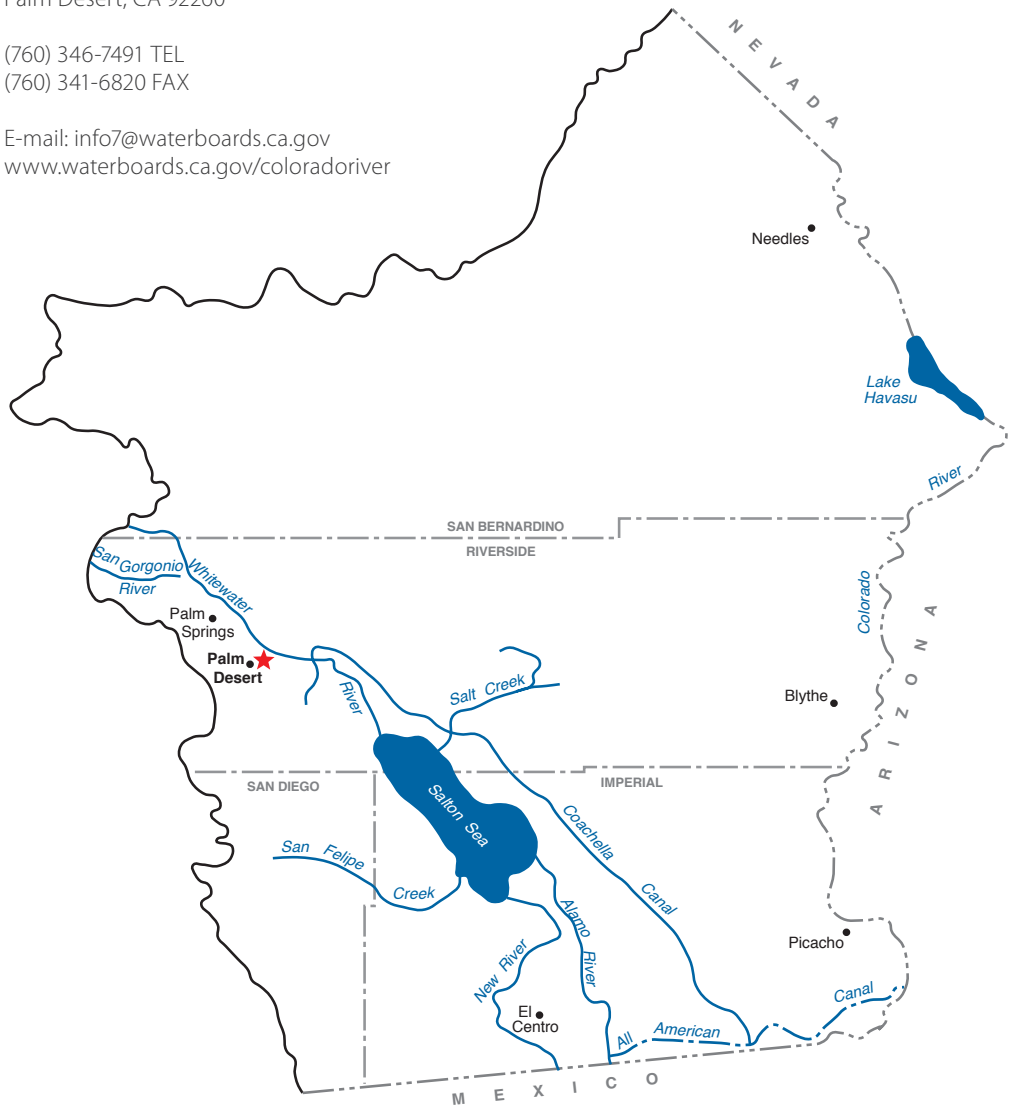 Palm Desert, CA 92260
(760) 346-7491 TEL
(760) 341-6820 FAX
E-mail: info7@waterboards.ca.gov
www.waterboards.ca.gov/coloradoriver
NEVADA
Needles
Lake
Havasu
River
SAN BERNARDINO
RIVERSIDE
San Gorgonio
River
Whitewater
Colorado
ARIZONA
Palm
Springs
Palm
Desert
River
Salt Creek
Blythe
SAN DIEGO
IMPERIAL
Salton Sea
Coachella
Canal
San Felipe
Creek
Alamo
River
Picacho
New River
El
Centro
Canal
All American
MEXICO